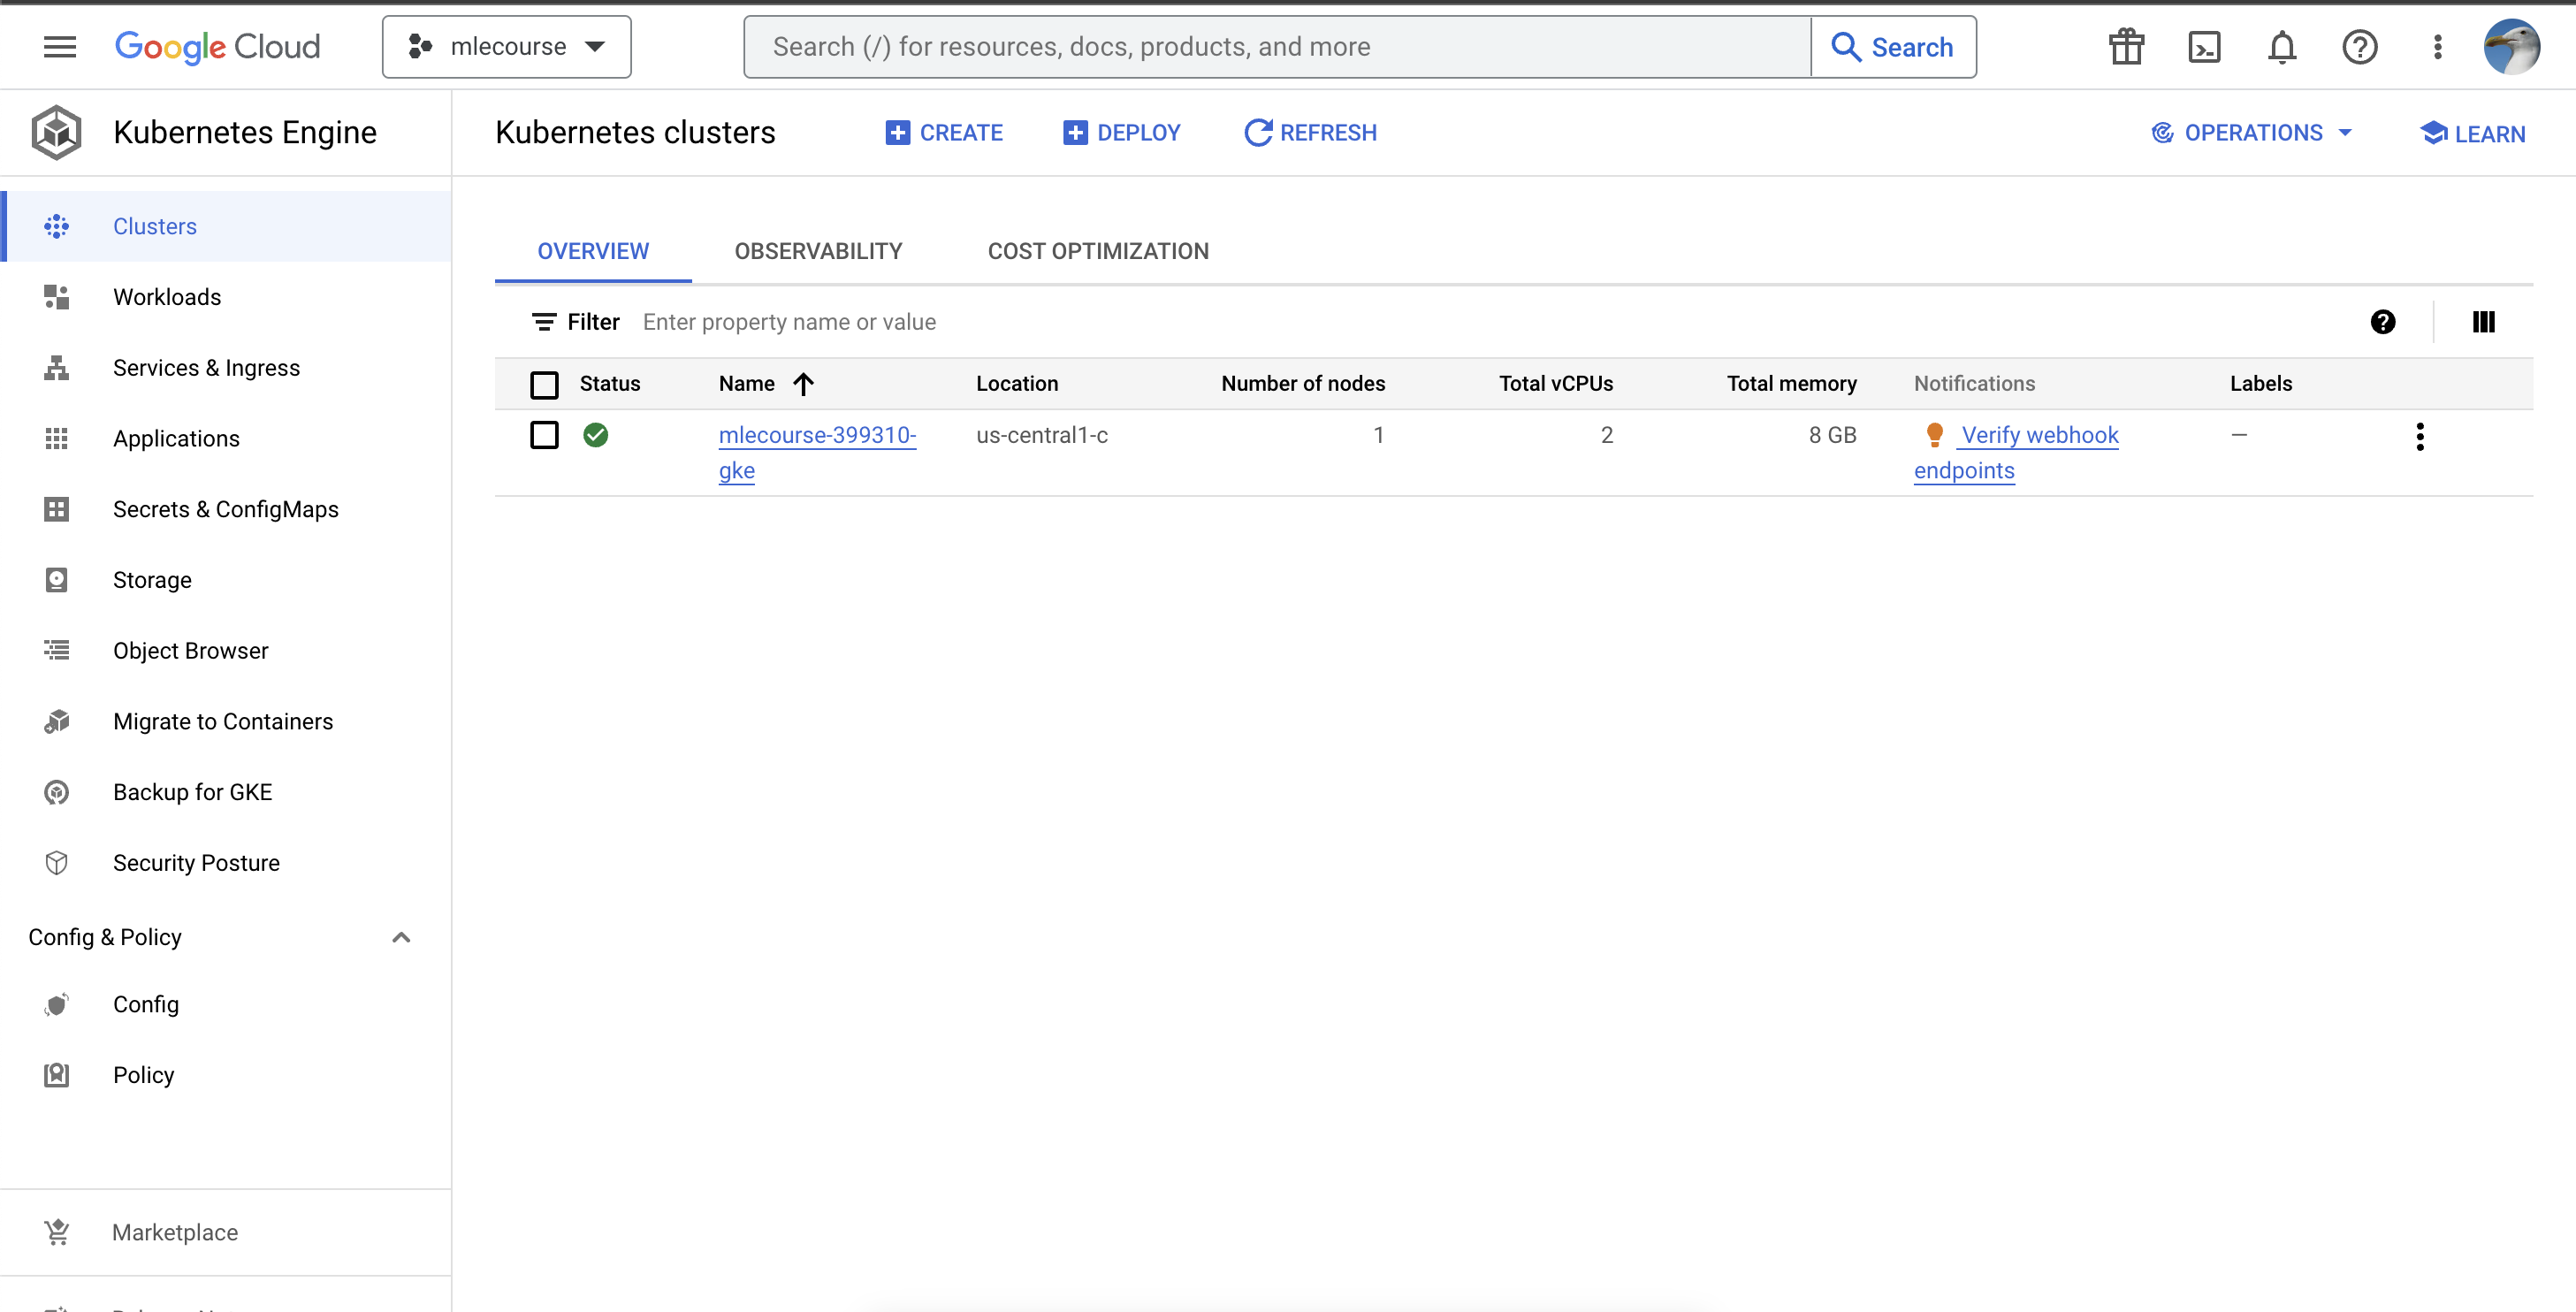 Google Cloud
mlecourse
Search (/) for resources, docs, products, and more
Search
Kubernetes Engine
Kubernetes clusters
CREATE
DEPLOY
REFRESH
OPERATIONS
LEARN
Clusters
Workloads
Services & Ingress
Applications
Secrets & ConfigMaps
Storage
Object Browser
Migrate to Containers
Backup for GKE
Security Posture
Config & Policy
Config
Policy
Marketplace
OVERVIEW
OBSERVABILITY
COST OPTIMIZATION
Filter Enter property name or value
Status Name Location Number of nodes Total vCPUs Total memory Notifications Labels
mlecourse-399310- us-central1-c 1 2 8 GB Verify webhook –
gke endpoints